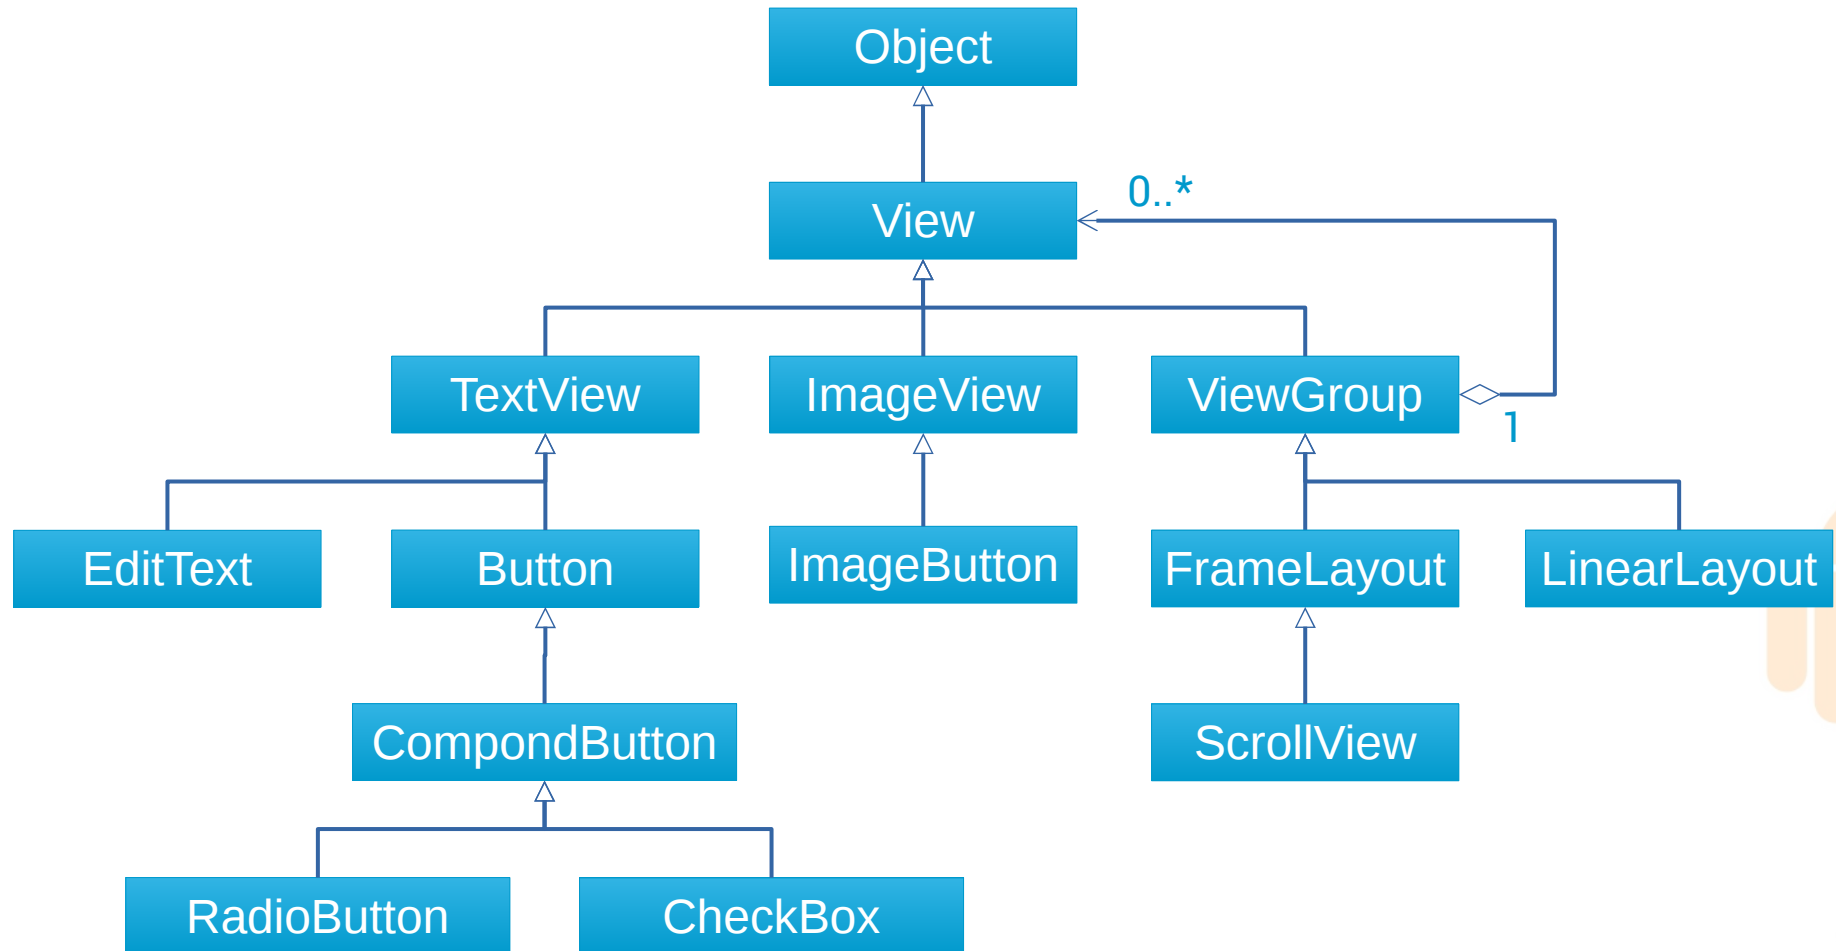 Object
0..*
View
TextView
ImageView
ViewGroup
1
EditText
Button
ImageButton
FrameLayout
LinearLayout
CompondButton
ScrollView
RadioButton
CheckBox